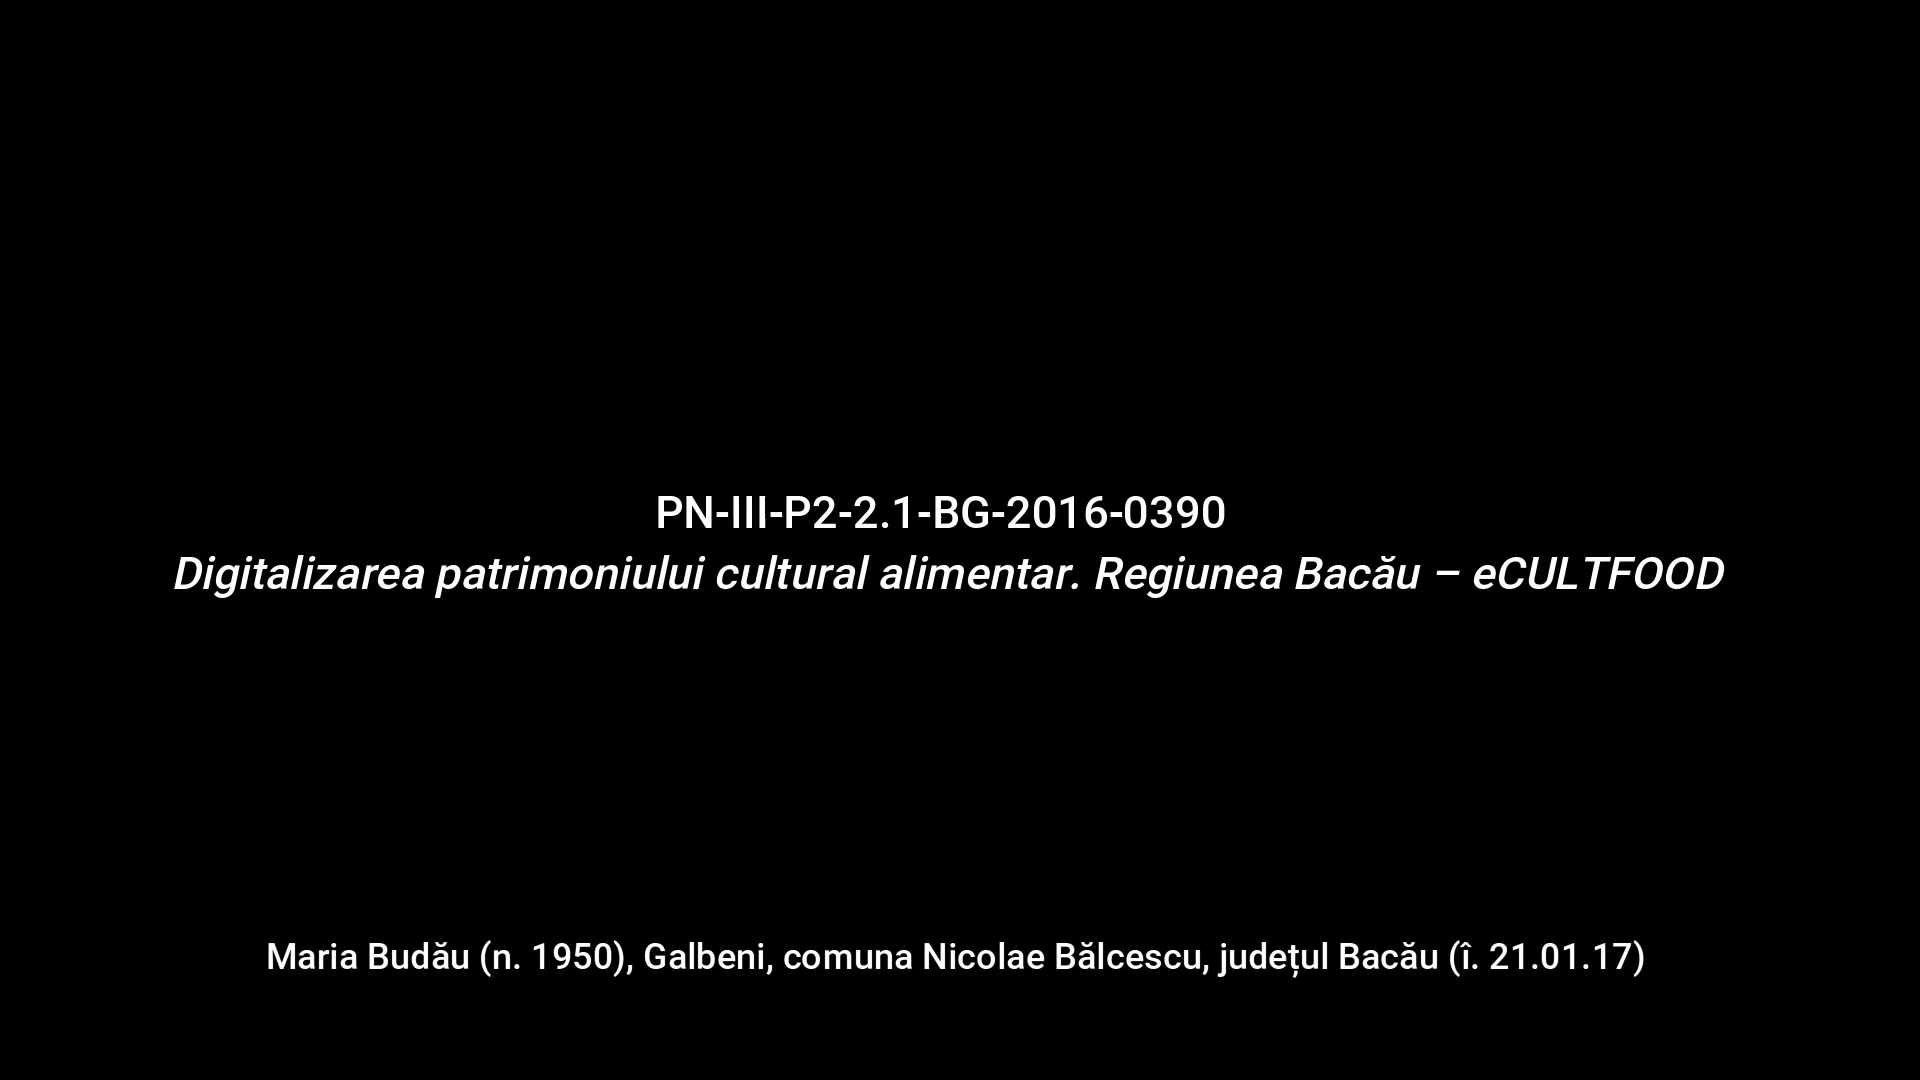 PN-III-P2-2.1-BG-2016-0390
Digitalizarea patrimoniului cultural alimentar. Regiunea Bacău – eCULTFOOD
Maria Budău (n. 1950), Galbeni, comuna Nicolae Bălcescu, județul Bacău (î. 21.01.17)